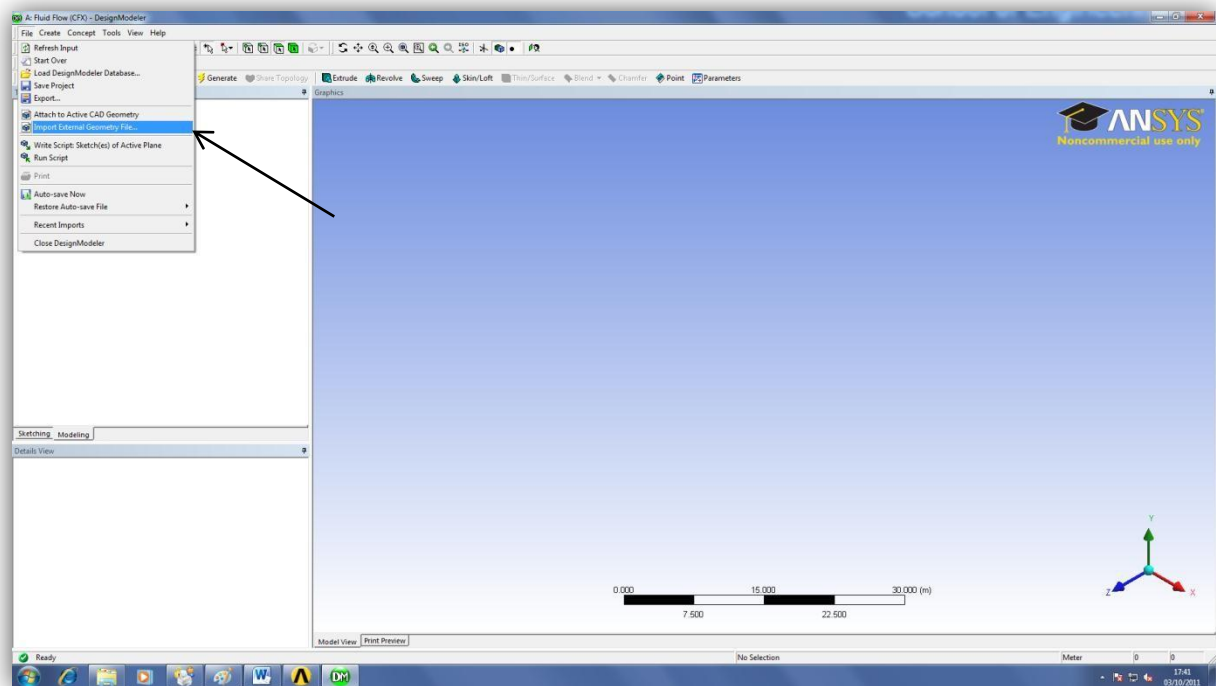 A: Fluid Flow (CFX) - DesignModeler
File Create Concept Tools View Help
Refresh Input
Start Over
Load DesignModeler Database...
Save Project
Export...
Attach to Active CAD Geometry
Import External Geometry File...
Write Script: Sketch(es) of Active Plane
Run Script
Print
Auto-save Now
Restore Auto-save File
Recent Imports
Close DesignModeler
Generate Share Topology Extrude Revolve Sweep Skin/Loft Thin/Surface Blend Chamfer Point Parameters
Graphics
ANSYS
Noncommercial use only
Sketching Modeling
Details View
Y
Z X
0.000 15.000 30.000 (m)
7.500 22.500
Model View Print Preview
Ready No Selection Meter 0 0
W DM
17:41
03/10/2011